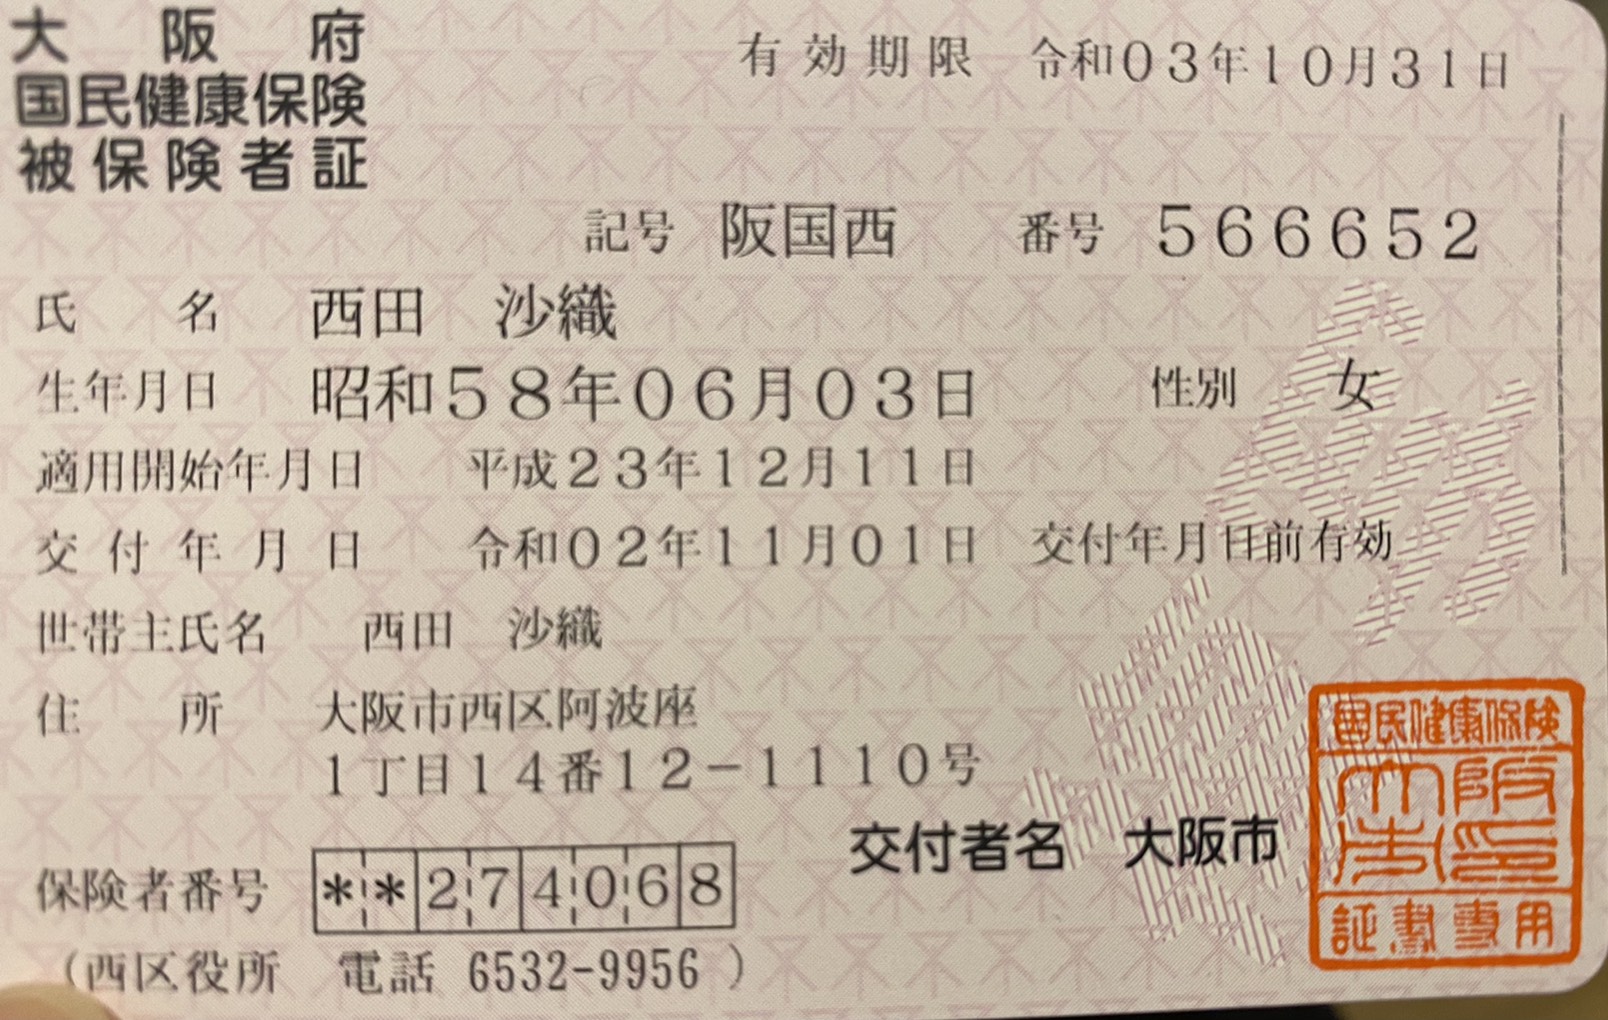 大阪府
国民健康保険
被保険者証
有効期限 令和03年10月31日
記号 阪国西 番号 566652
氏名 西田 沙織
生年月日 昭和58年06月03日 性別 女
適用開始年月日 平成23年12月11日
交付年月日 令和02年11月01日 交付年月日前有効
世帯主氏名 西田 沙織
住所 大阪市西区阿波座
1丁目14番12-1110号
交付者名 大阪市
保険者番号 **274068
(西区役所 電話 6532-9956)
国民健康保険
大阪
市印
証書専用